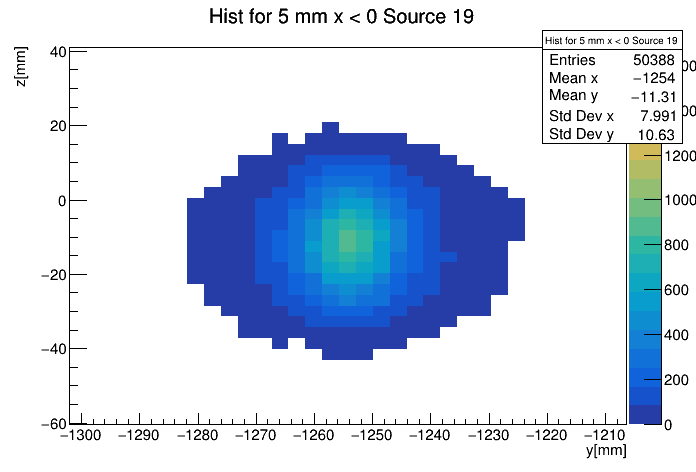 Hist for 5 mm x < 0 Source 19
z[mm]
40
20
0
−20
−40
−60
−1300 −1290 −1280 −1270 −1260 −1250 −1240 −1230 −1220 −1210
y[mm]
Hist for 5 mm x < 0 Source 19
Entries 50388
Mean x −1254
Mean y −11.31
Std Dev x 7.991
Std Dev y 10.63
1200
1000
800
600
400
200
0